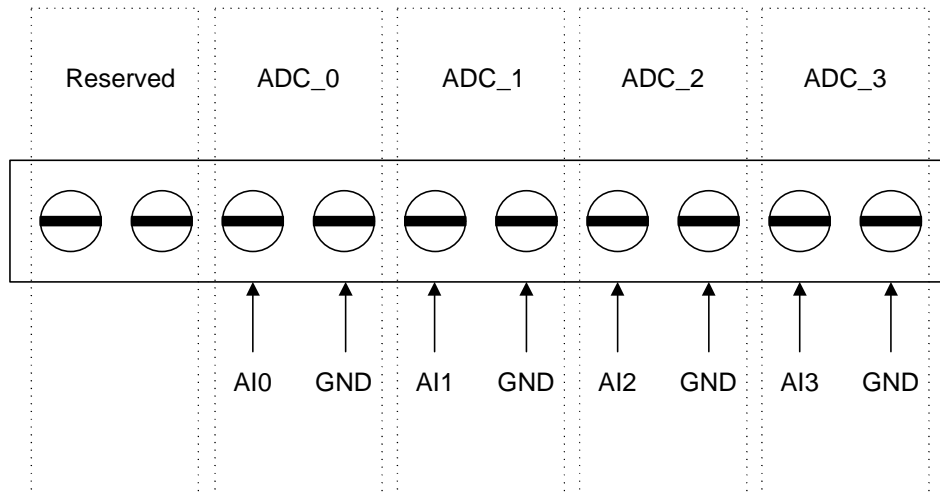 Reserved ADC_0 ADC_1 ADC_2 ADC_3
AI0 GND AI1 GND AI2 GND AI3 GND